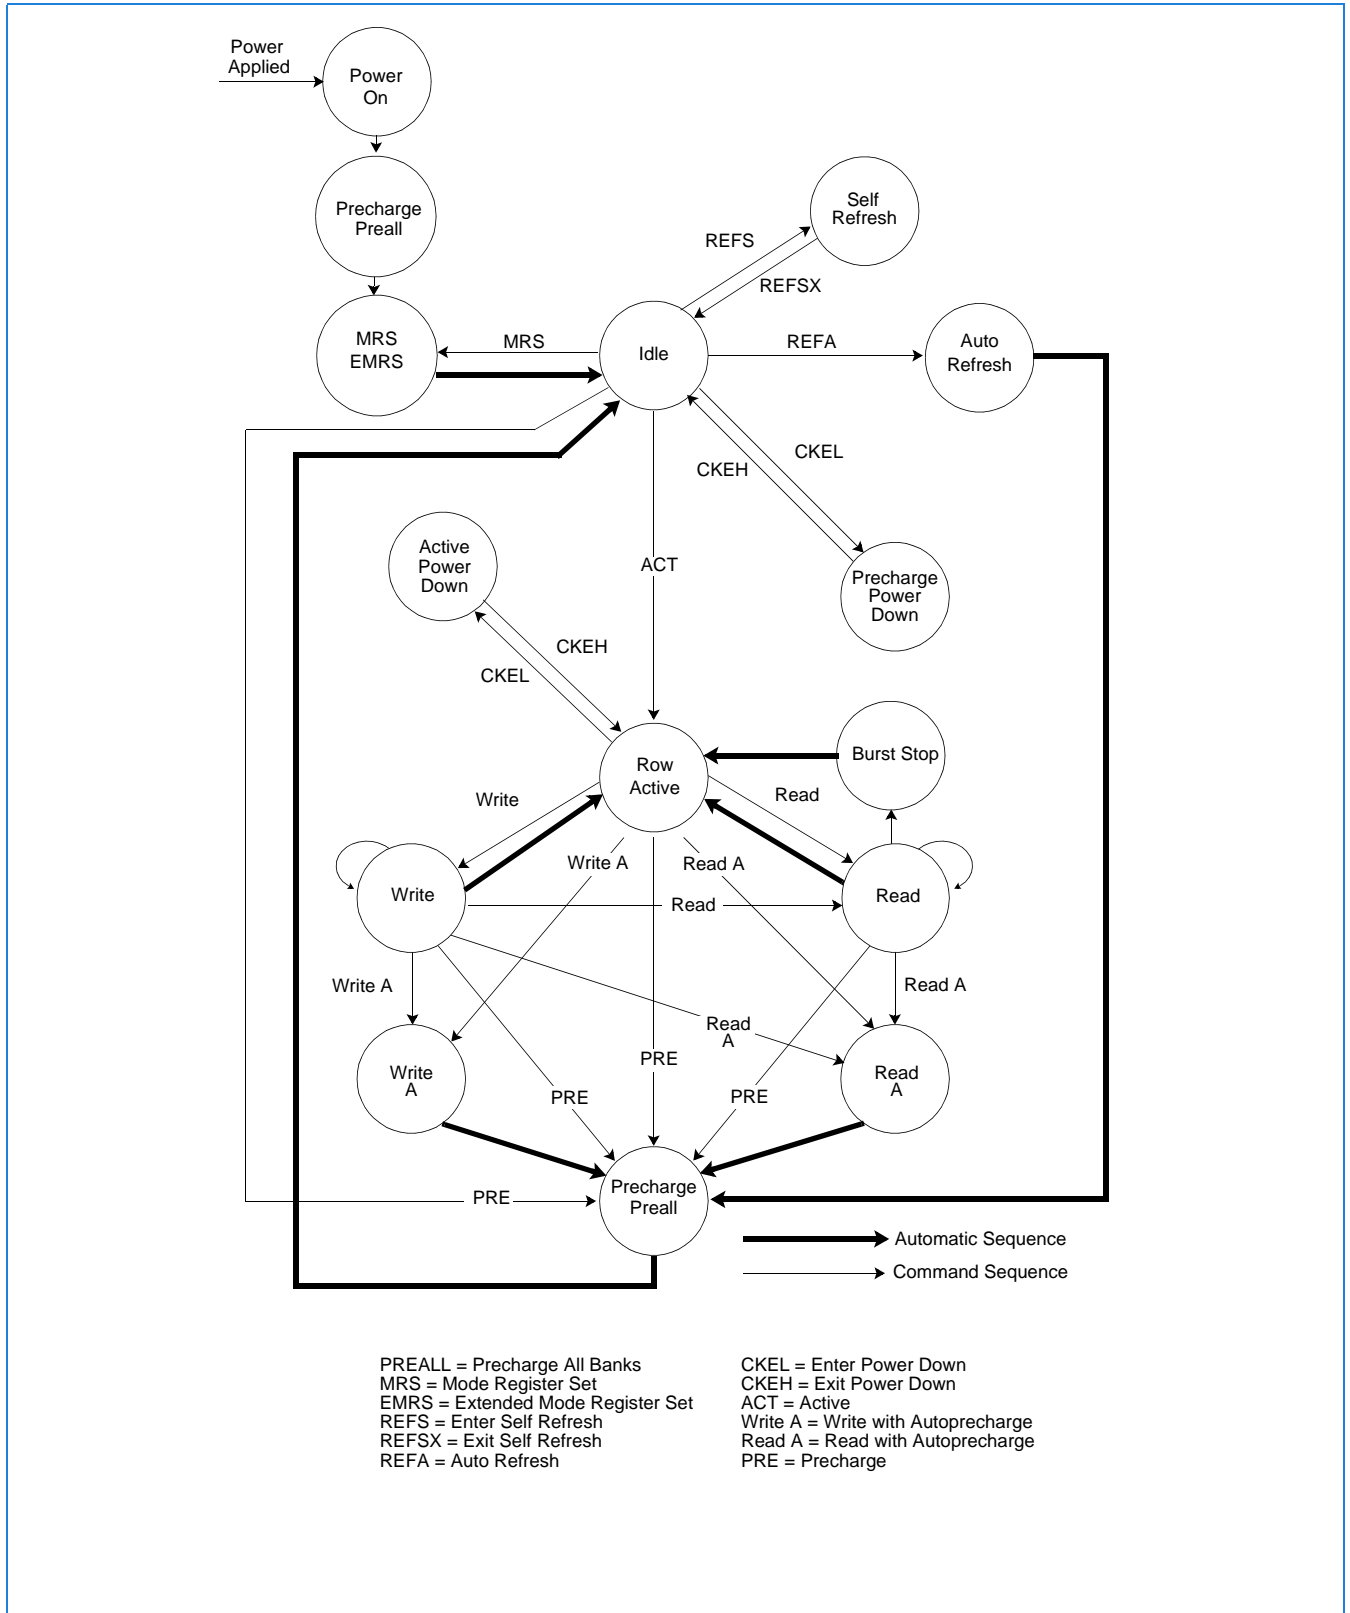 Power
Applied
Power
On
Precharge
Preall
Self
Refresh
REFS
REFSX
MRS
EMRS
MRS
Idle
REFA
Auto
Refresh
CKEL
CKEH
Active
Power
Down
ACT
Precharge
Power
Down
CKEH
CKEL
Row
Active
Burst Stop
Write
Read
Write A
Read A
Write
Read
Read
Write A
Read A
Read
A
Write
A
PRE
Read
A
PRE
PRE
Precharge
Preall
PRE
Automatic Sequence
Command Sequence
PREALL = Precharge All Banks
MRS = Mode Register Set
EMRS = Extended Mode Register Set
REFS = Enter Self Refresh
REFSX = Exit Self Refresh
REFA = Auto Refresh
CKEL = Enter Power Down
CKEH = Exit Power Down
ACT = Active
Write A = Write with Autoprecharge
Read A = Read with Autoprecharge
PRE = Precharge